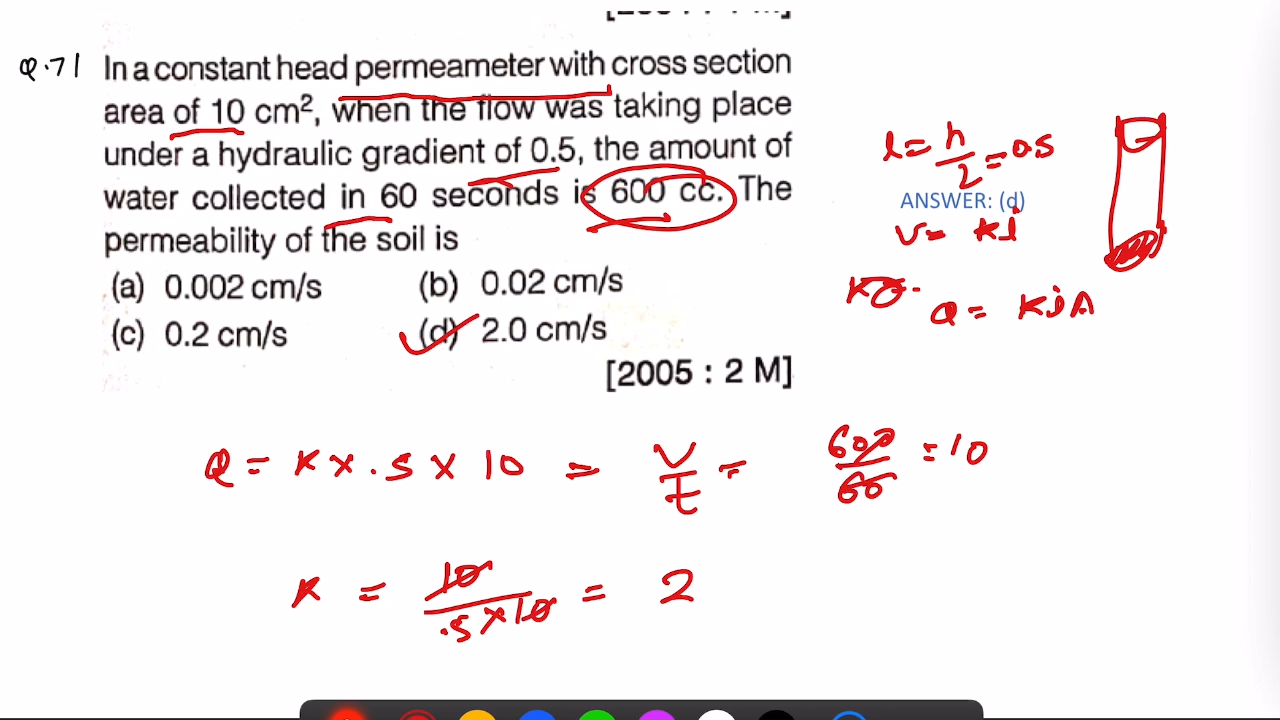 Q.71 In a constant head permeameter with cross section
area of 10 cm², when the flow was taking place
under a hydraulic gradient of 0.5, the amount of
water collected in 60 seconds is 600 cc. The
permeability of the soil is
(a) 0.002 cm/s (b) 0.02 cm/s
(c) 0.2 cm/s (d) 2.0 cm/s
[2005 : 2 M]
i = h/2 = 0.5
ANSWER: (d)
v = ki
Q = kiA
Q = K × .5 × 10 = V/t = 600/60 = 10
K = 10/.5×10 = 2